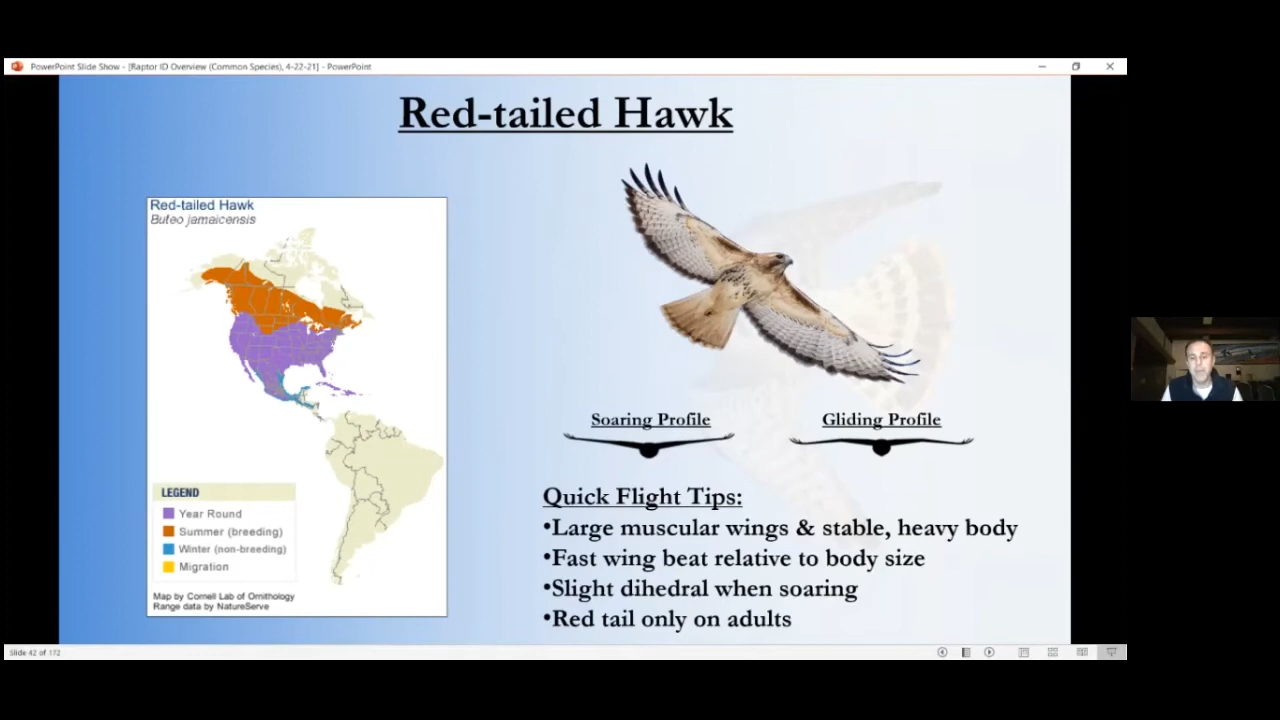 PowerPoint Slide Show - [Raptor ID Overview (Common Species), 4-22-21] - PowerPoint
Red-tailed Hawk
Red-tailed Hawk
Buteo jamaicensis
LEGEND
Year Round
Summer (breeding)
Winter (non-breeding)
Migration
Map by Cornell Lab of Ornithology
Range data by NatureServe
Soaring Profile
Gliding Profile
Quick Flight Tips:
•Large muscular wings & stable, heavy body
•Fast wing beat relative to body size
•Slight dihedral when soaring
•Red tail only on adults
Slide 42 of 172